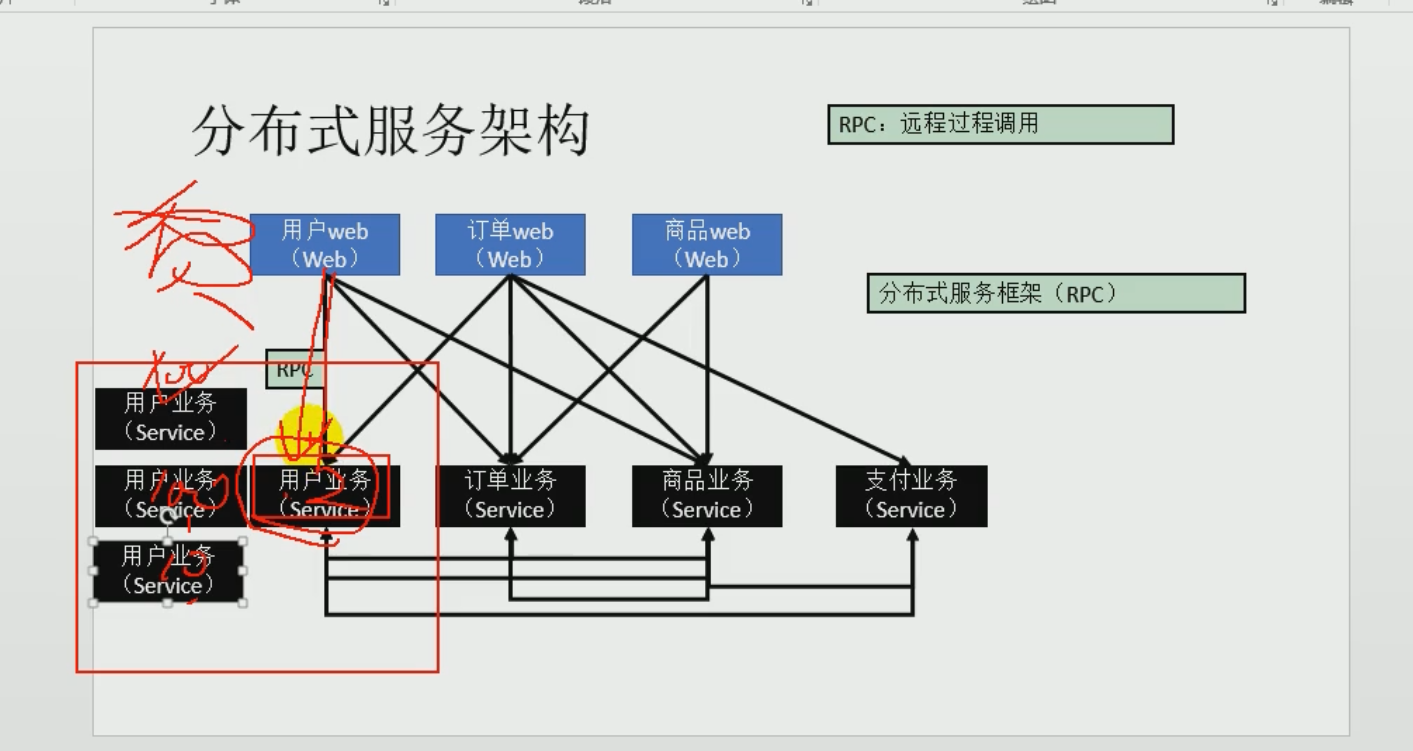 分布式服务架构
RPC：远程过程调用
用户web
（Web）
订单web
（Web）
商品web
（Web）
分布式服务框架（RPC）
RPC
用户业务
（Service）
用户业务
（Service）
用户业务
（Service）
订单业务
（Service）
商品业务
（Service）
支付业务
（Service）
用户业务
（Service）
100
10
2